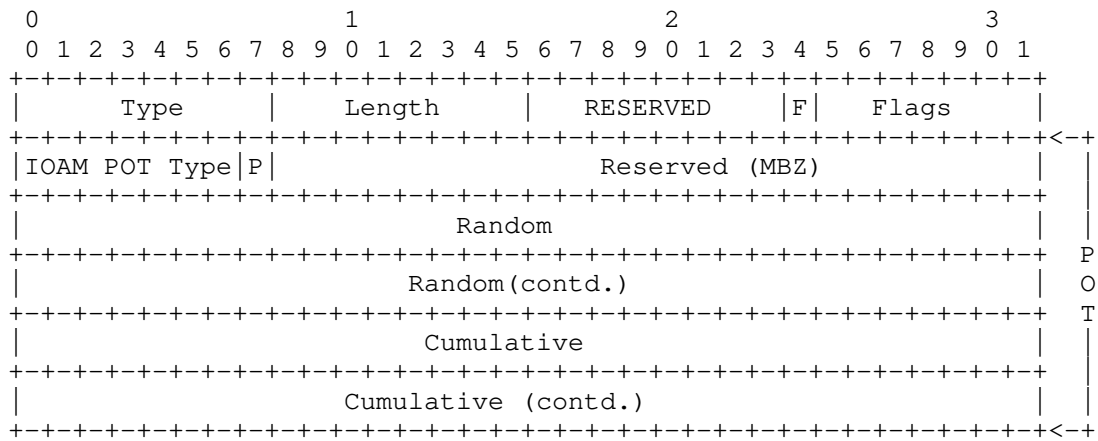 0                   1                   2                   3
 0 1 2 3 4 5 6 7 8 9 0 1 2 3 4 5 6 7 8 9 0 1 2 3 4 5 6 7 8 9 0 1
+-+-+-+-+-+-+-+-+-+-+-+-+-+-+-+-+-+-+-+-+-+-+-+-+-+-+-+-+-+-+-+-+
|      Type     |    Length     |   RESERVED    |F|   Flags     |
+-+-+-+-+-+-+-+-+-+-+-+-+-+-+-+-+-+-+-+-+-+-+-+-+-+-+-+-+-+-+-+-+<-+
|IOAM POT Type|P|                    Reserved (MBZ)             |  |
+-+-+-+-+-+-+-+-+-+-+-+-+-+-+-+-+-+-+-+-+-+-+-+-+-+-+-+-+-+-+-+-+  |
|                           Random                              |  |
+-+-+-+-+-+-+-+-+-+-+-+-+-+-+-+-+-+-+-+-+-+-+-+-+-+-+-+-+-+-+-+-+  P
|                        Random(contd.)                         |  O
+-+-+-+-+-+-+-+-+-+-+-+-+-+-+-+-+-+-+-+-+-+-+-+-+-+-+-+-+-+-+-+-+  T
|                         Cumulative                            |  |
+-+-+-+-+-+-+-+-+-+-+-+-+-+-+-+-+-+-+-+-+-+-+-+-+-+-+-+-+-+-+-+-+  |
|                    Cumulative (contd.)                        |  |
+-+-+-+-+-+-+-+-+-+-+-+-+-+-+-+-+-+-+-+-+-+-+-+-+-+-+-+-+-+-+-+-+<-+